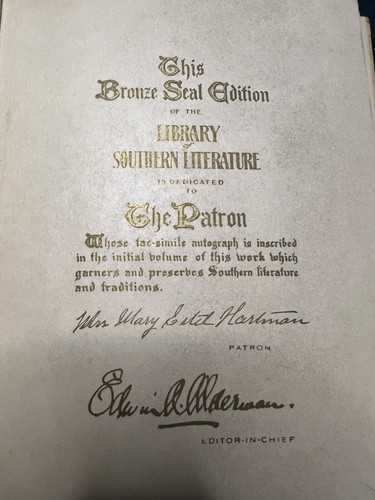 This
Bronze Seal Edition
OF THE
LIBRARY
of
SOUTHERN LITERATURE
IS DEDICATED
TO
The Patron
Whose fac-simile autograph is inscribed
in the initial volume of this work which
garners and preserves Southern literature
and traditions.
Mrs Mary Hartman
PATRON
Edwin A. Alderman.
EDITOR-IN-CHIEF